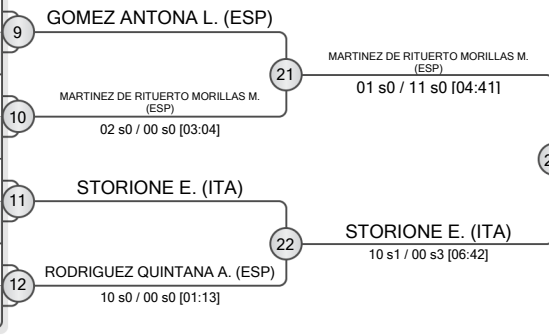 GOMEZ ANTONA L. (ESP)
9
21
MARTINEZ DE RITUERTO MORILLAS M.
(ESP)
01 s0 / 11 s0 [04:41]
MARTINEZ DE RITUERTO MORILLAS M.
(ESP)
10
02 s0 / 00 s0 [03:04]
STORIONE E. (ITA)
11
22
STORIONE E. (ITA)
10 s1 / 00 s3 [06:42]
RODRIGUEZ QUINTANA A. (ESP)
12
10 s0 / 00 s0 [01:13]